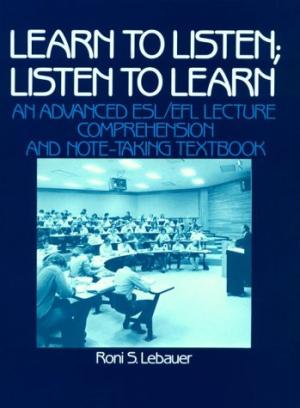 LEARN TO LISTEN;
LISTEN TO LEARN
AN ADVANCED ESL/EFL LECTURE
COMPREHENSION
AND NOTE-TAKING TEXTBOOK
Roni S. Lebauer